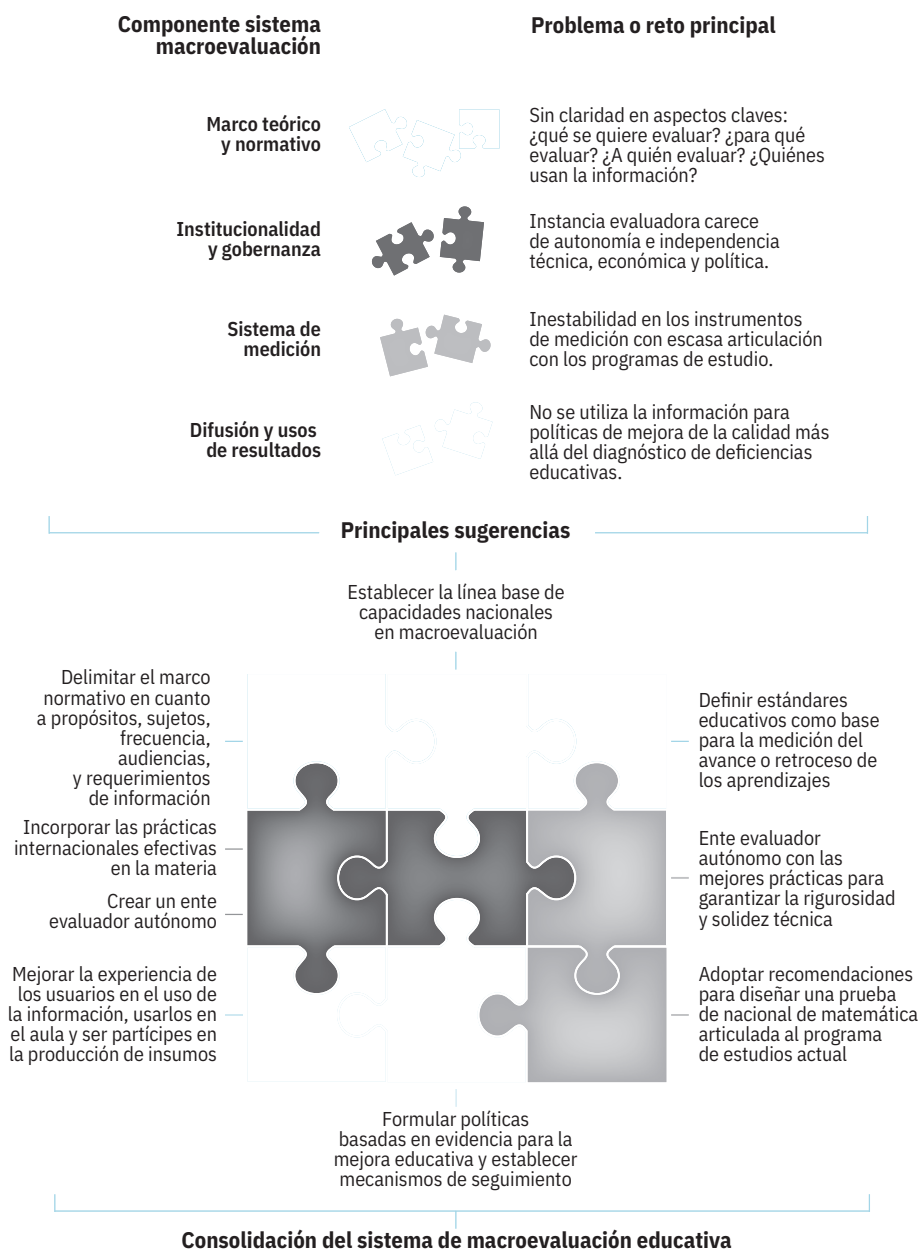 Componente sistema
macroevaluación
Problema o reto principal
Marco teórico
y normativo
Sin claridad en aspectos claves:
¿qué se quiere evaluar? ¿para qué
evaluar? ¿A quién evaluar? ¿Quiénes
usan la información?
Institucionalidad
y gobernanza
Instancia evaluadora carece
de autonomía e independencia
técnica, económica y política.
Sistema de
medición
Inestabilidad en los instrumentos
de medición con escasa articulación
con los programas de estudio.
Difusión y usos
de resultados
No se utiliza la información para
políticas de mejora de la calidad más
allá del diagnóstico de deficiencias
educativas.
Principales sugerencias
Establecer la línea base de
capacidades nacionales
en macroevaluación
Delimitar el marco
normativo en cuanto
a propósitos, sujetos,
frecuencia,
audiencias,
y requerimientos
de información
Incorporar las prácticas
internacionales efectivas
en la materia
Crear un ente
evaluador autónomo
Mejorar la experiencia de
los usuarios en el uso de
la información, usarlos en
el aula y ser partícipes en
la producción de insumos
Definir estándares
educativos como base
para la medición del
avance o retroceso de
los aprendizajes
Ente evaluador
autónomo con las
mejores prácticas para
garantizar la rigurosidad
y solidez técnica
Adoptar recomendaciones
para diseñar una prueba
de nacional de matemática
articulada al programa
de estudios actual
Formular políticas
basadas en evidencia para la
mejora educativa y establecer
mecanismos de seguimiento
Consolidación del sistema de macroevaluación educativa